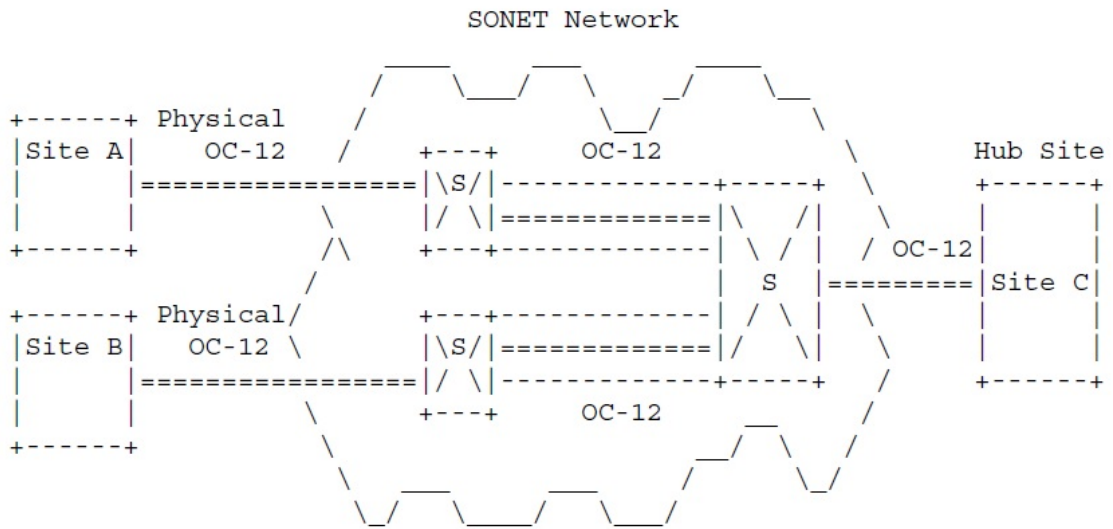 SONET Network
Physical
Site A OC-12 OC-12 Hub Site
S
OC-12
S Site C
Physical
Site B OC-12 S
OC-12